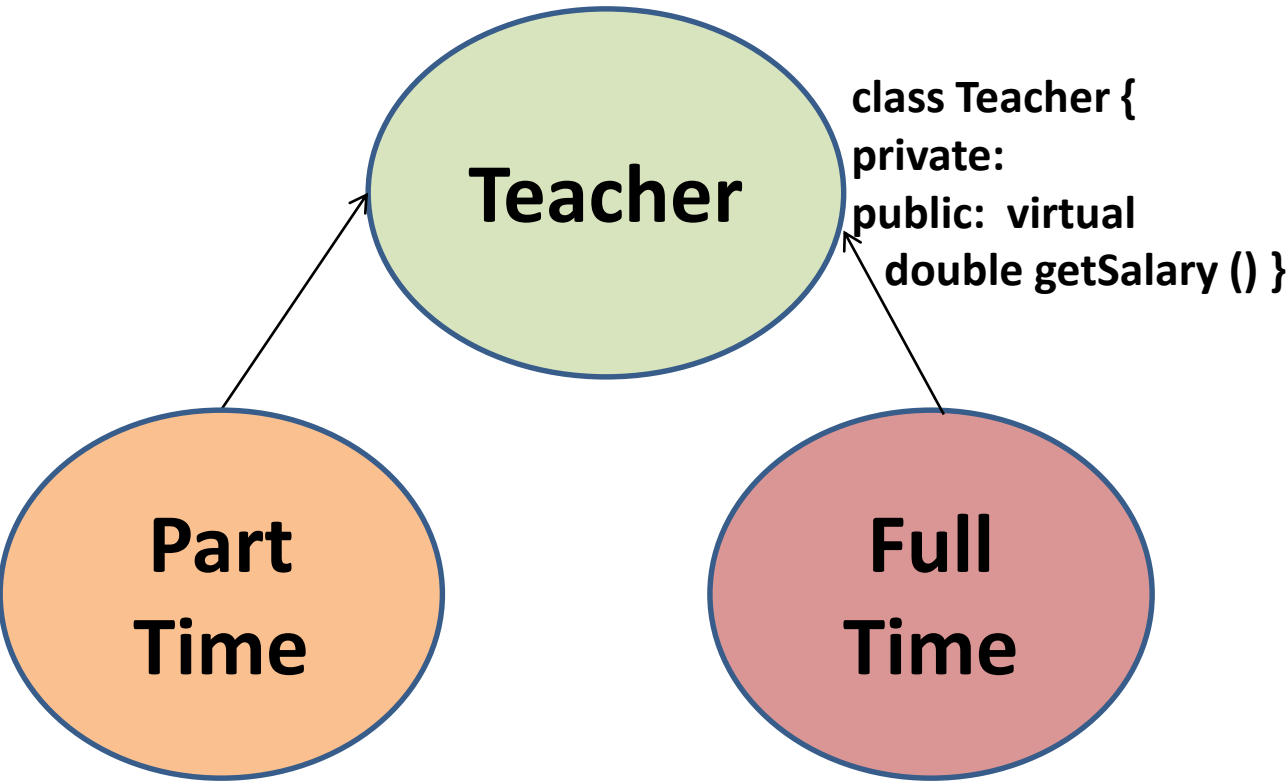 Teacher
class Teacher {
private:
public:  virtual
double getSalary () }
Part
Time
Full
Time